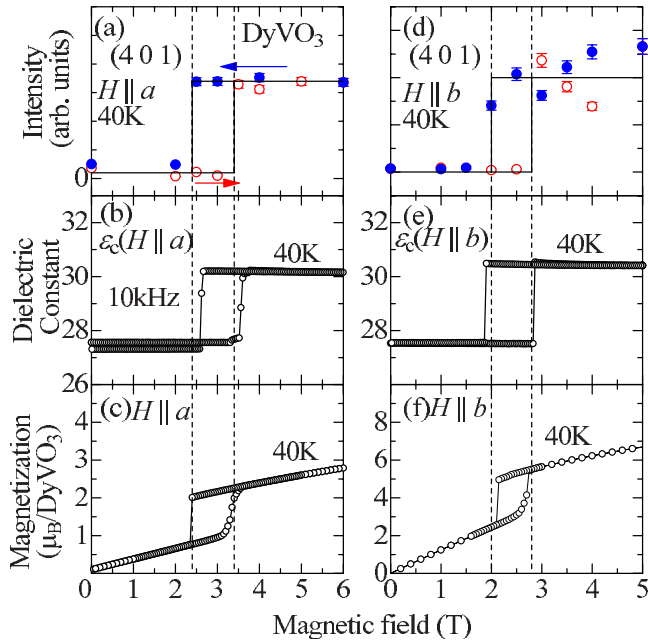 (a)
DyVO3
(4 0 1)
H || a
40K
Intensity
(arb. units)
0
(d)
(4 0 1)
H || b
40K
(b)
εc(H || a)
40K
10kHz
Dielectric
Constant
32
30
28
26
(e)
εc(H || b)
40K
32
30
28
(c)
H || a
40K
Magnetization
(μB/DyVO3)
4
3
2
1
0 1 2 3 4 5 6
(f)
H || b
40K
8
6
4
2
0
0 1 2 3 4 5
Magnetic field (T)